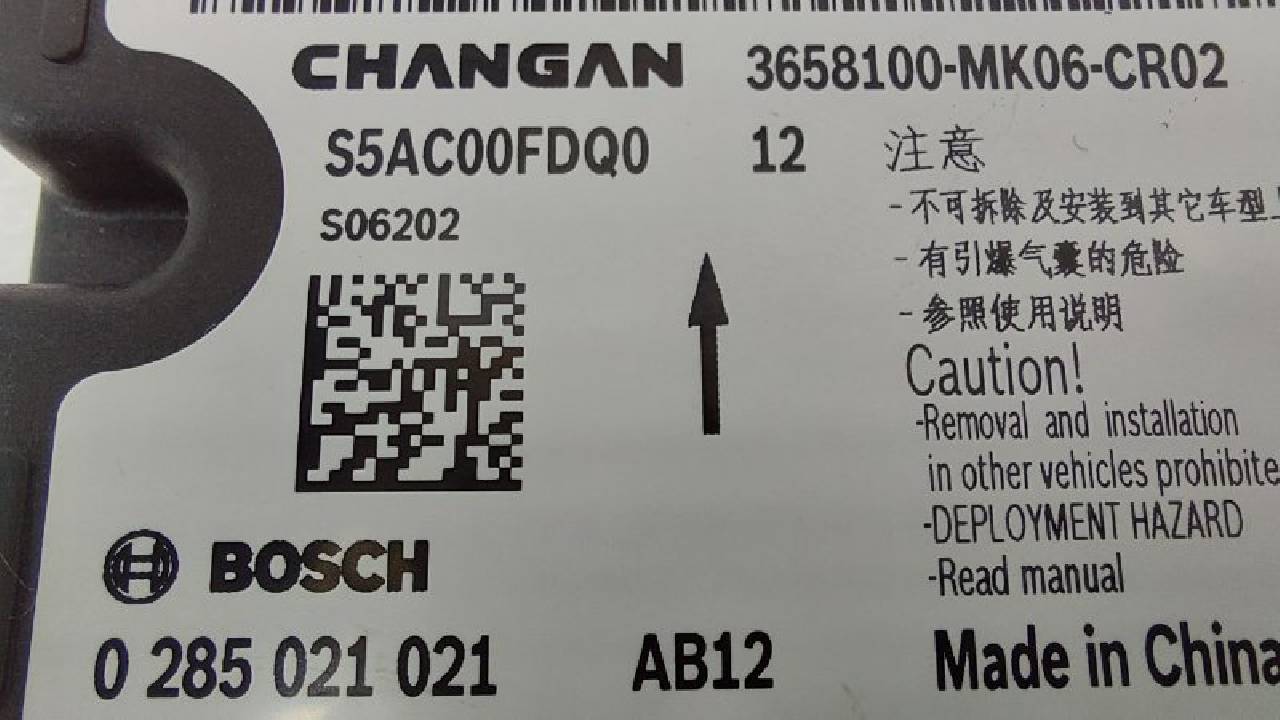 CHANGAN 3658100-MK06-CR02
S5AC00FDQ0 12
S06202
注意
-不可拆除及安装到其它车型上
-有引爆气囊的危险
-参照使用说明
Caution!
-Removal and installation
in other vehicles prohibite
-DEPLOYMENT HAZARD
-Read manual
BOSCH
0 285 021 021 AB12
Made in China